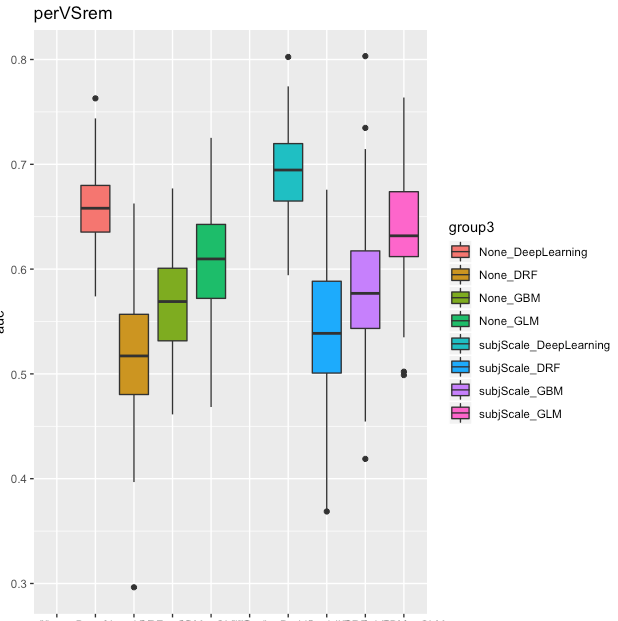 perVSrem
0.8
0.7
0.6
0.5
0.4
0.3
auc
group3
None_DeepLearning
None_DRF
None_GBM
None_GLM
subjScale_DeepLearning
subjScale_DRF
subjScale_GBM
subjScale_GLM